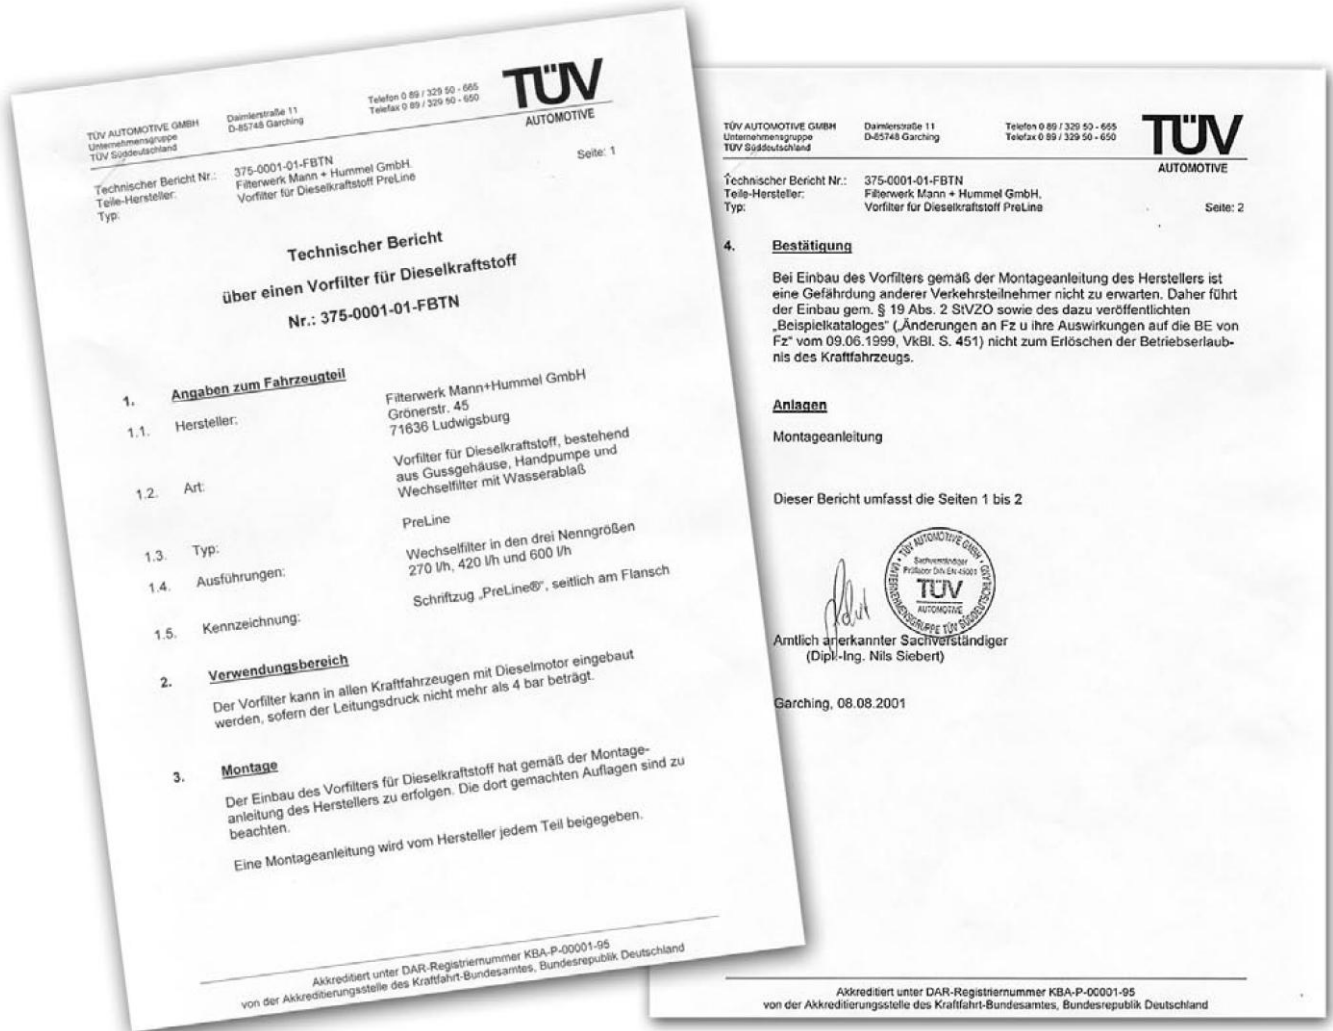 TÜV AUTOMOTIVE GMBH
Unternehmensgruppe
TÜV Süddeutschland
Daimlerstraße 11
D-85748 Garching
Telefon 0 89 / 329 50 - 665
Telefax 0 89 / 329 50 - 650
TÜV
AUTOMOTIVE
Technischer Bericht Nr.: 375-0001-01-FBTN
Teile-Hersteller: Filterwerk Mann + Hummel GmbH.
Typ: Vorfilter für Dieselkraftstoff PreLine
Seite: 1
Technischer Bericht
über einen Vorfilter für Dieselkraftstoff
Nr.: 375-0001-01-FBTN
1. Angaben zum Fahrzeugteil
1.1. Hersteller: Filterwerk Mann+Hummel GmbH
Grönerstr. 45
71636 Ludwigsburg
1.2. Art: Vorfilter für Dieselkraftstoff, bestehend
aus Gussgehäuse, Handpumpe und
Wechselfilter mit Wasserablaß
1.3. Typ: PreLine
1.4. Ausführungen: Wechselfilter in den drei Nenngrößen
270 l/h, 420 l/h und 600 l/h
1.5. Kennzeichnung: Schriftzug „PreLine®“, seitlich am Flansch
2. Verwendungsbereich
Der Vorfilter kann in allen Kraftfahrzeugen mit Dieselmotor eingebaut
werden, sofern der Leitungsdruck nicht mehr als 4 bar beträgt.
3. Montage
Der Einbau des Vorfilters für Dieselkraftstoff hat gemäß der Montage-
anleitung des Herstellers zu erfolgen. Die dort gemachten Auflagen sind zu
beachten.
Eine Montageanleitung wird vom Hersteller jedem Teil beigegeben.
Akkreditiert unter DAR-Registriernummer KBA-P-00001-95
von der Akkreditierungsstelle des Kraftfahrt-Bundesamtes, Bundesrepublik Deutschland
TÜV AUTOMOTIVE GMBH
Unternehmensgruppe
TÜV Süddeutschland
Daimlerstraße 11
D-85748 Garching
Telefon 0 89 / 329 50 - 665
Telefax 0 89 / 329 50 - 650
TÜV
AUTOMOTIVE
Technischer Bericht Nr.: 375-0001-01-FBTN
Teile-Hersteller: Filterwerk Mann + Hummel GmbH.
Typ: Vorfilter für Dieselkraftstoff PreLine
Seite: 2
4. Bestätigung
Bei Einbau des Vorfilters gemäß der Montageanleitung des Herstellers ist
eine Gefährdung anderer Verkehrsteilnehmer nicht zu erwarten. Daher führt
der Einbau gem. § 19 Abs. 2 StVZO sowie des dazu veröffentlichten
„Beispielkataloges“ („Änderungen an Fz u ihre Auswirkungen auf die BE von
Fz“ vom 09.06.1999, VkBl. S. 451) nicht zum Erlöschen der Betriebserlaub-
nis des Kraftfahrzeugs.
Anlagen
Montageanleitung
Dieser Bericht umfasst die Seiten 1 bis 2
TÜV AUTOMOTIVE GMBH
Sachverständiger
Prüflabor DIN EN 45001
TÜV
AUTOMOTIVE
UNTERNEHMENSGRUPPE TÜV SÜDDEUTSCHLAND
Amtlich anerkannter Sachverständiger
(Dipl.-Ing. Nils Siebert)
Garching, 08.08.2001
Akkreditiert unter DAR-Registriernummer KBA-P-00001-95
von der Akkreditierungsstelle des Kraftfahrt-Bundesamtes, Bundesrepublik Deutschland